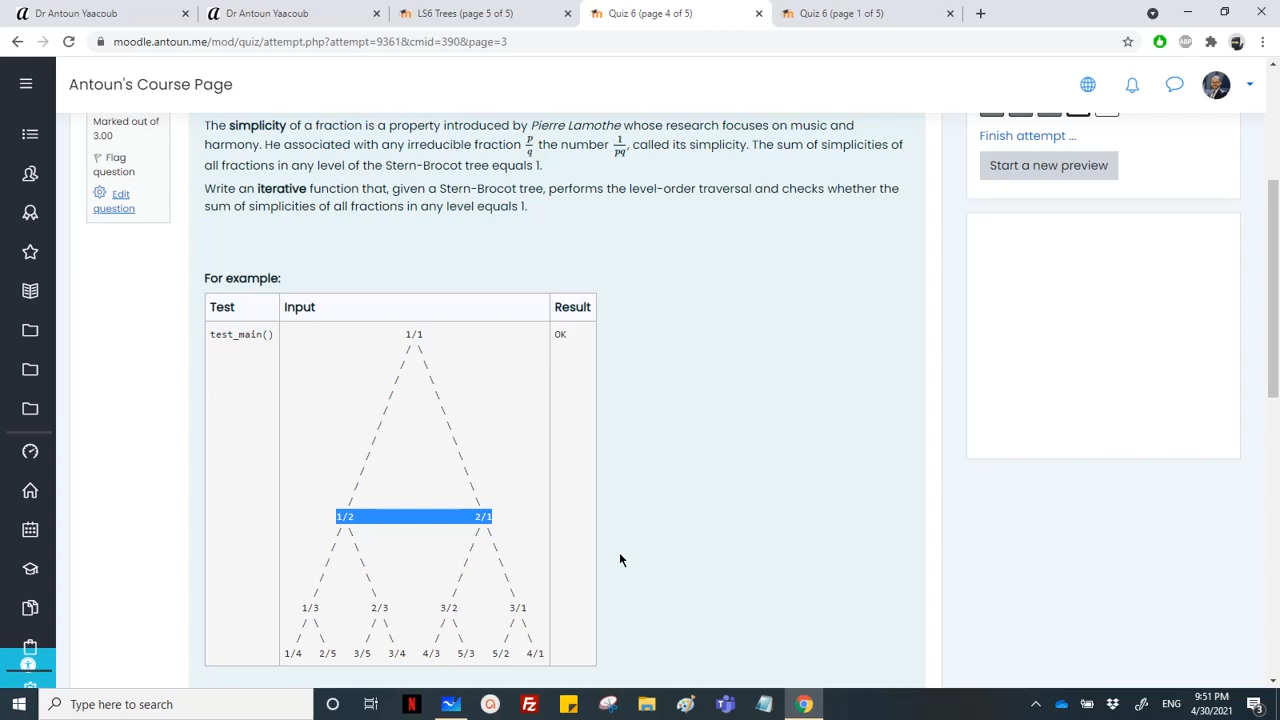 Dr Antoun Yaacoub
Dr Antoun Yaacoub
LS6 Trees (page 5 of 5)
Quiz 6 (page 4 of 5)
Quiz 6 (page 1 of 5)
moodle.antoun.me/mod/quiz/attempt.php?attempt=9361&cmid=390&page=3
Antoun's Course Page
Marked out of
3.00
Flag
question
Edit
question
The simplicity of a fraction is a property introduced by Pierre Lamothe whose research focuses on music and
harmony. He associated with any irreducible fraction p/q the number 1/pq, called its simplicity. The sum of simplicities of
all fractions in any level of the Stern-Brocot tree equals 1.
Write an iterative function that, given a Stern-Brocot tree, performs the level-order traversal and checks whether the
sum of simplicities of all fractions in any level equals 1.
For example:
Test Input Result
test_main() 1/1 OK
1/2 2/1
1/3 2/3 3/2 3/1
1/4 2/5 3/5 3/4 4/3 5/3 5/2 4/1
Finish attempt ...
Start a new preview
Type here to search
ENG
9:51 PM
4/30/2021
3